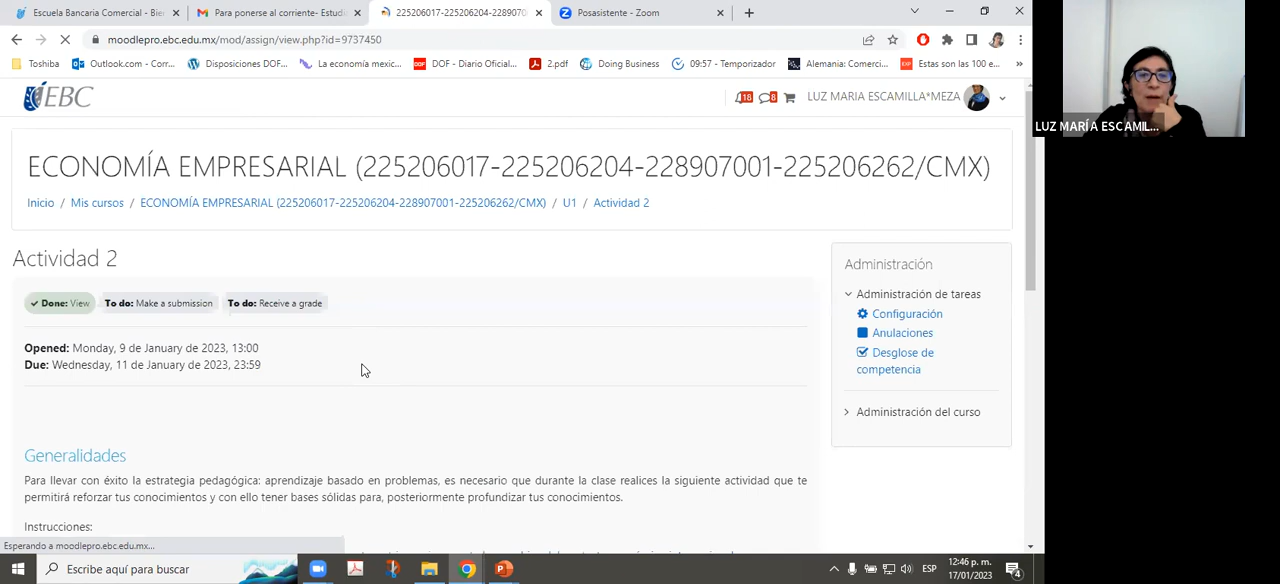 Escuela Bancaria Comercial - Bie
Para ponerse al corriente- Estudi
225206017-225206204-228907
Posasistente - Zoom
moodlepro.ebc.edu.mx/mod/assign/view.php?id=9737450
Toshiba
Outlook.com - Corr...
Disposiciones DOF...
La economía mexic...
DOF - Diario Oficial...
2.pdf
Doing Business
09:57 - Temporizador
Alemania: Comerci...
Estas son las 100 e...
EBC
18
8
LUZ MARIA ESCAMILLA*MEZA
LUZ MARÍA ESCAMIL...
ECONOMÍA EMPRESARIAL (225206017-225206204-228907001-225206262/CMX)
Inicio / Mis cursos / ECONOMÍA EMPRESARIAL (225206017-225206204-228907001-225206262/CMX) / U1 / Actividad 2
Actividad 2
Done: View
To do: Make a submission
To do: Receive a grade
Opened: Monday, 9 de January de 2023, 13:00
Due: Wednesday, 11 de January de 2023, 23:59
Generalidades
Para llevar con éxito la estrategia pedagógica: aprendizaje basado en problemas, es necesario que durante la clase realices la siguiente actividad que te
permitirá reforzar tus conocimientos y con ello tener bases sólidas para, posteriormente profundizar tus conocimientos.
Instrucciones:
Administración
Administración de tareas
Configuración
Anulaciones
Desglose de
competencia
Administración del curso
Esperando a moodlepro.ebc.edu.mx...
Escribe aquí para buscar
ESP
12:46 p. m.
17/01/2023
4